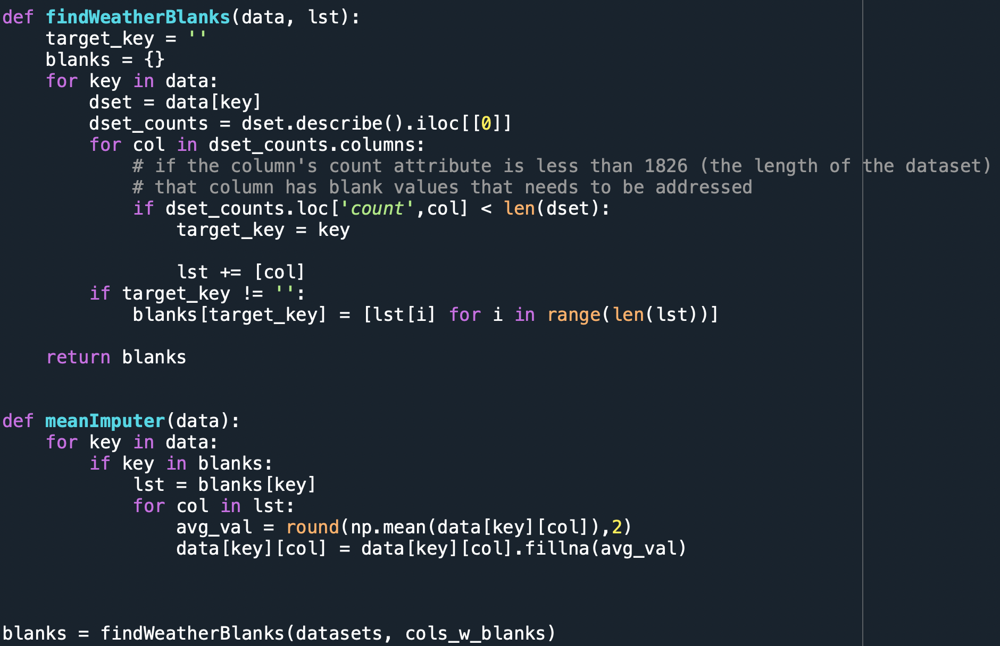 def findWeatherBlanks(data, lst):
    target_key = ''
    blanks = {}
    for key in data:
        dset = data[key]
        dset_counts = dset.describe().iloc[[0]]
        for col in dset_counts.columns:
            # if the column's count attribute is less than 1826 (the length of the dataset)
            # that column has blank values that needs to be addressed
            if dset_counts.loc['count',col] < len(dset):
                target_key = key

                lst += [col]
        if target_key != '':
            blanks[target_key] = [lst[i] for i in range(len(lst))]

    return blanks


def meanImputer(data):
    for key in data:
        if key in blanks:
            lst = blanks[key]
            for col in lst:
                avg_val = round(np.mean(data[key][col]),2)
                data[key][col] = data[key][col].fillna(avg_val)



blanks = findWeatherBlanks(datasets, cols_w_blanks)